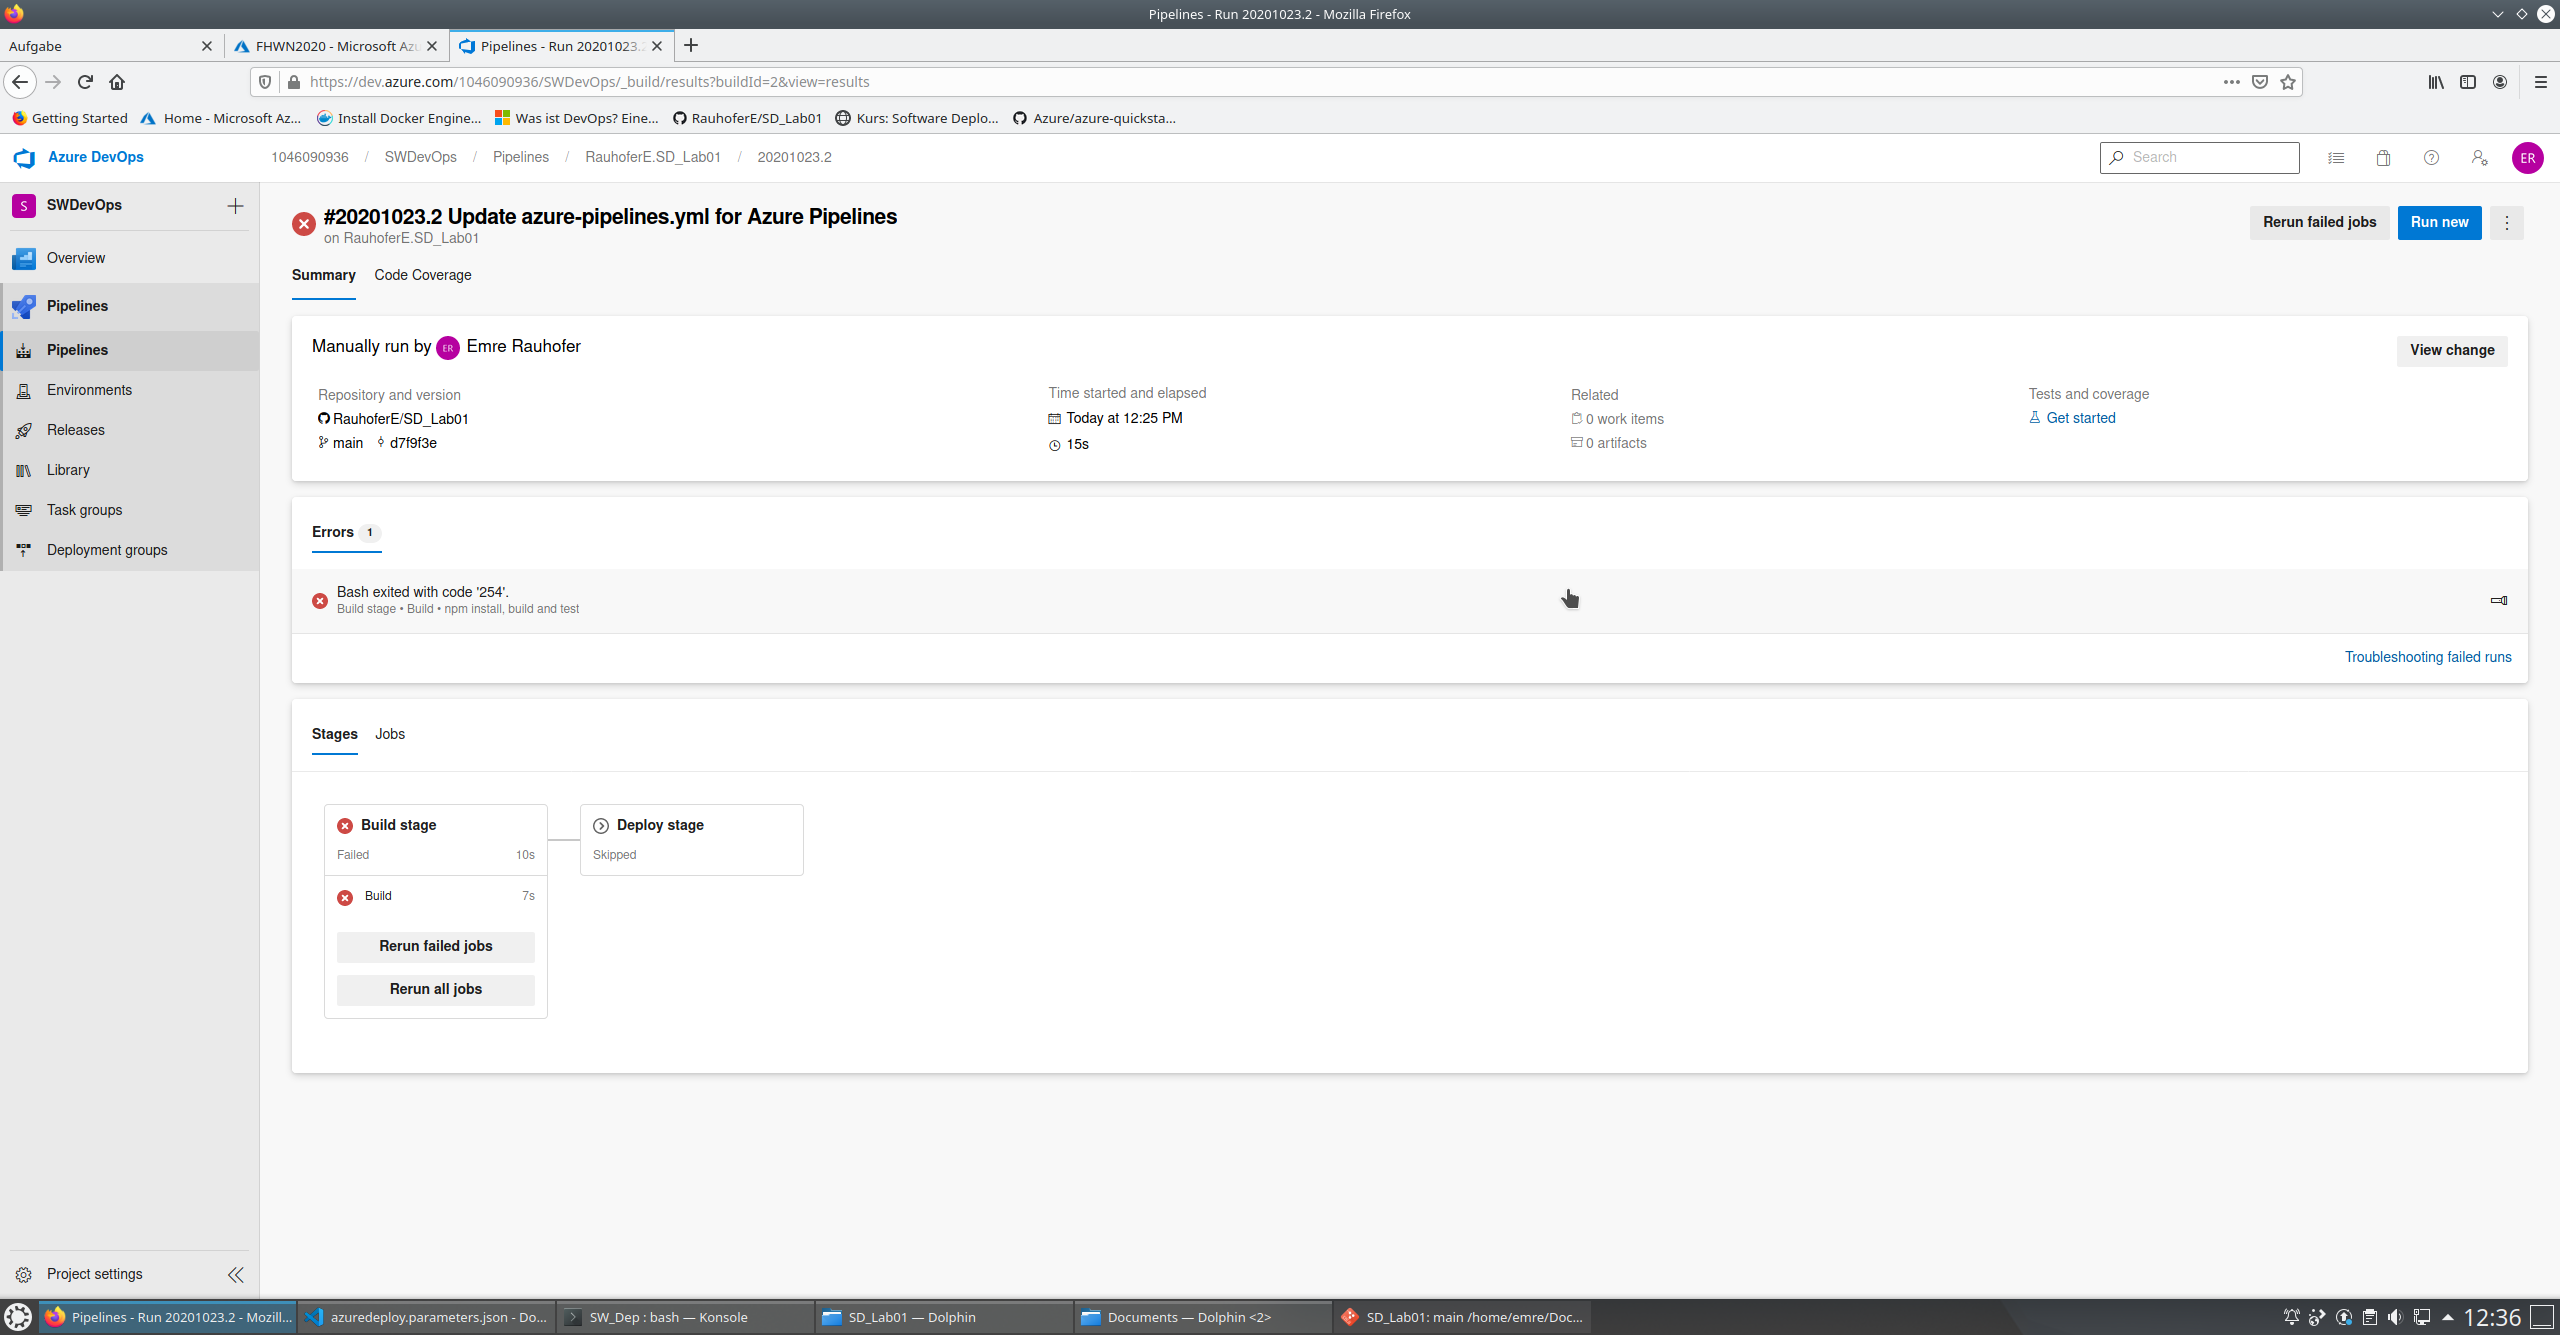 Pipelines - Run 20201023.2 - Mozilla Firefox
Aufgabe
FHWN2020 - Microsoft Azu
Pipelines - Run 20201023.2
https://dev.azure.com/1046090936/SWDevOps/_build/results?buildId=2&view=results
Getting Started
Home - Microsoft Az...
Install Docker Engine...
Was ist DevOps? Eine...
RauhoferE/SD_Lab01
Kurs: Software Deplo...
Azure/azure-quicksta...
Azure DevOps
1046090936 / SWDevOps / Pipelines / RauhoferE.SD_Lab01 / 20201023.2
Search
ER
S SWDevOps
Overview
Pipelines
Pipelines
Environments
Releases
Library
Task groups
Deployment groups
Project settings
#20201023.2 Update azure-pipelines.yml for Azure Pipelines
on RauhoferE.SD_Lab01
Rerun failed jobs
Run new
Summary
Code Coverage
Manually run by ER Emre Rauhofer
View change
Repository and version
RauhoferE/SD_Lab01
main d7f9f3e
Time started and elapsed
Today at 12:25 PM
15s
Related
0 work items
0 artifacts
Tests and coverage
Get started
Errors 1
Bash exited with code '254'.
Build stage • Build • npm install, build and test
Troubleshooting failed runs
Stages
Jobs
Build stage
Failed 10s
Build 7s
Rerun failed jobs
Rerun all jobs
Deploy stage
Skipped
Pipelines - Run 20201023.2 - Mozill...
azuredeploy.parameters.json - Do...
SW_Dep : bash — Konsole
SD_Lab01 — Dolphin
Documents — Dolphin <2>
SD_Lab01: main /home/emre/Doc...
12:36